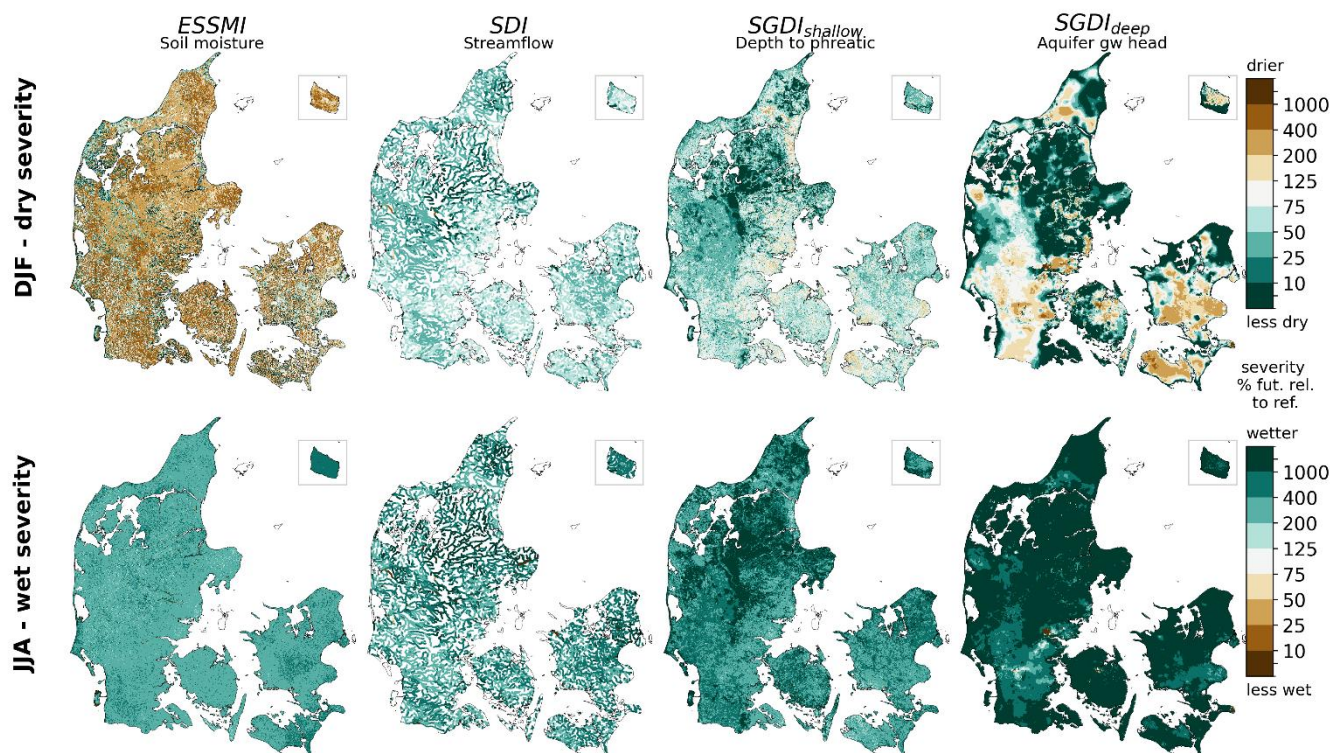 ESSMI
Soil moisture
SDI
Streamflow
SGDIshallow
Depth to phreatic
SGDIdeep
Aquifer gw head
DJF - dry severity
drier
1000
400
200
125
75
50
25
10
less dry
severity
% fut. rel.
to ref.
JJA - wet severity
wetter
1000
400
200
125
75
50
25
10
less wet